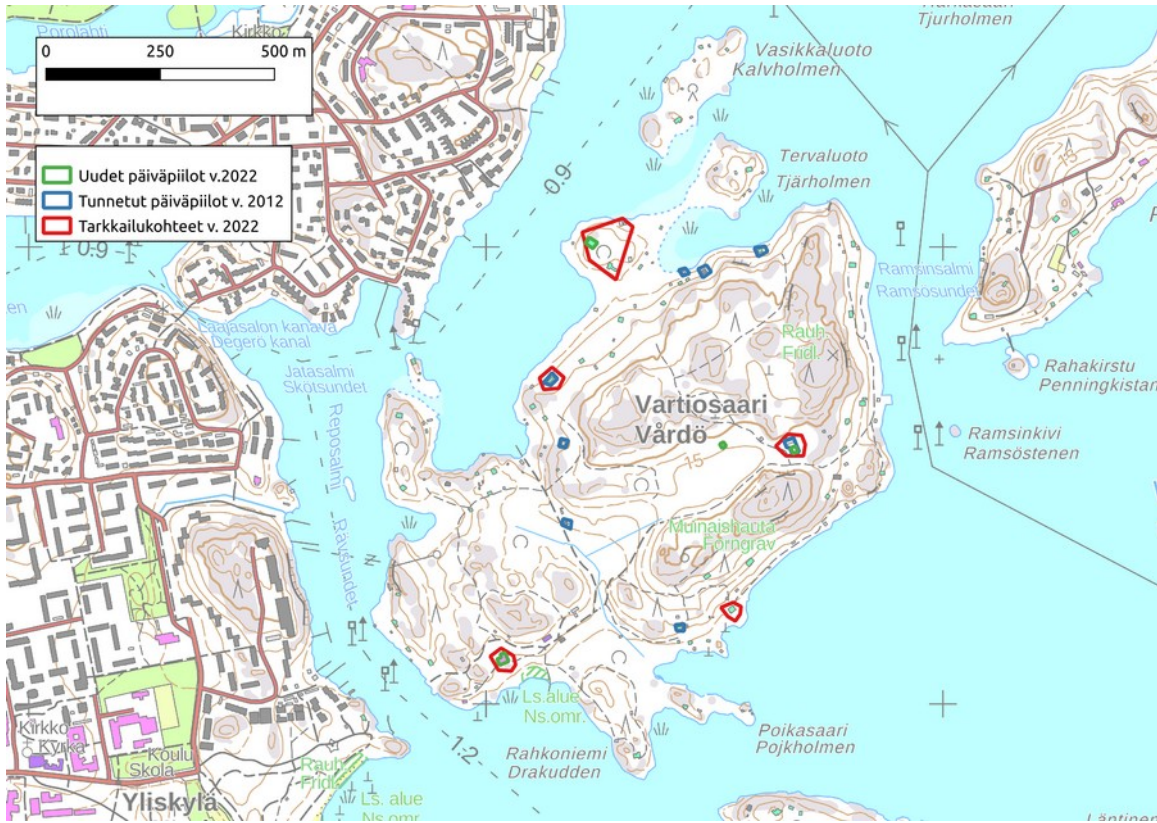 Porolahti
Kirkko
Tjurholmen
0
250
500 m
Vasikkaluoto
Kalvholmen
Uudet päiväpiilot v.2022
Tunnetut päiväpiilot v. 2012
Tarkkailukohteet v. 2022
0.9
Tervaluoto
Tjärholmen
15
0.9
Ramsinsalmi
Ramsösundet
Laajasalon kanava
Degerö kanal
Jätäsalmi
Skötsundet
Rauh.
Fridl.
Rahakirstu
Penningkistan
Vartiosaari
Vårdö
Reposalmi
Rävsundet
15
Ramsinkivi
Ramsöstenen
Muinaishauta
Forngrav
Ls.alue
Ns.omr.
Poikasaari
Pojkholmen
1.2
Rahkoniemi
Drakudden
Kirkko
Kyrka
Koulu
Skola
Rauh.
Fridl.
Yliskylä
Ls. alue
Ns.omr.
Läntinen